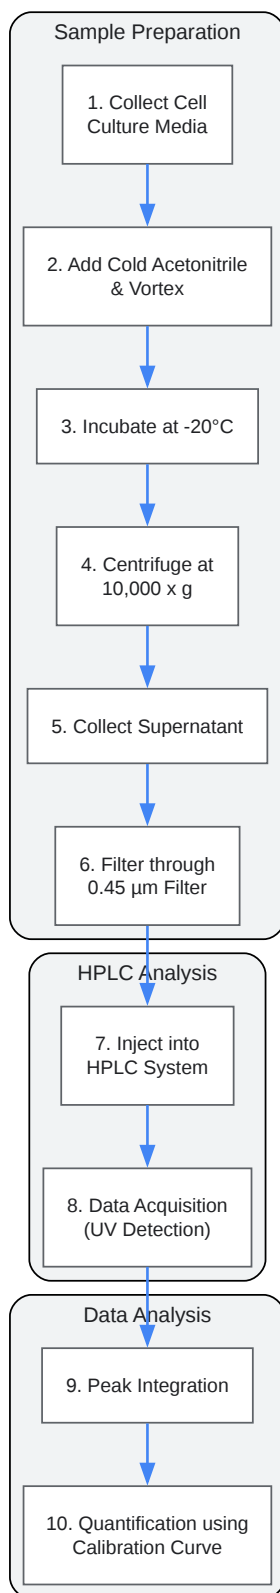 Sample Preparation
1. Collect Cell
Culture Media
2. Add Cold Acetonitrile
& Vortex
3. Incubate at -20°C
4. Centrifuge at
10,000 x g
5. Collect Supernatant
6. Filter through
0.45 µm Filter
HPLC Analysis
7. Inject into
HPLC System
8. Data Acquisition
(UV Detection)
Data Analysis
9. Peak Integration
10. Quantification using
Calibration Curve